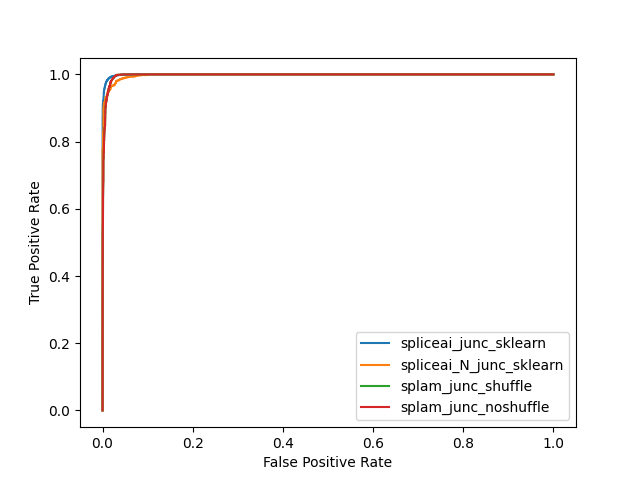 1.0
0.8
0.6
0.4
0.2
0.0
True Positive Rate
spliceai_junc_sklearn
spliceai_N_junc_sklearn
splam_junc_shuffle
splam_junc_noshuffle
0.0 0.2 0.4 0.6 0.8 1.0
False Positive Rate